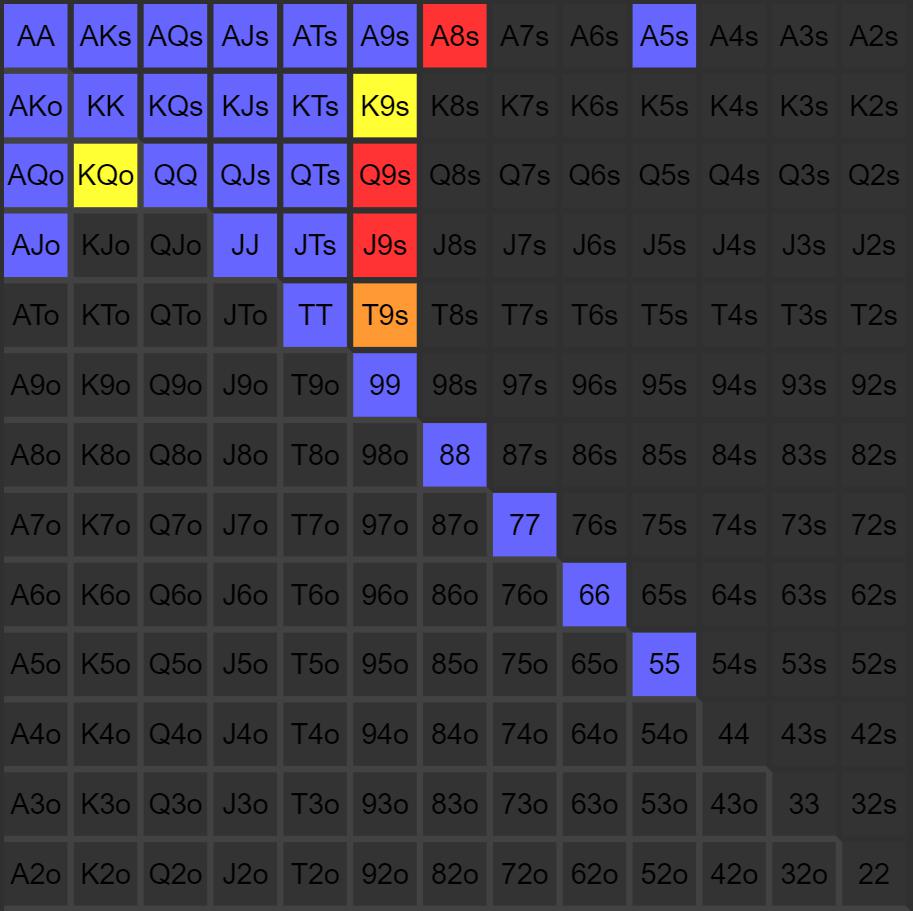 AA AKs AQs AJs ATs A9s A8s A7s A6s A5s A4s A3s A2s
AKo KK KQs KJs KTs K9s K8s K7s K6s K5s K4s K3s K2s
AQo KQo QQ QJs QTs Q9s Q8s Q7s Q6s Q5s Q4s Q3s Q2s
AJo KJo QJo JJ JTs J9s J8s J7s J6s J5s J4s J3s J2s
ATo KTo QTo JTo TT T9s T8s T7s T6s T5s T4s T3s T2s
A9o K9o Q9o J9o T9o 99 98s 97s 96s 95s 94s 93s 92s
A8o K8o Q8o J8o T8o 98o 88 87s 86s 85s 84s 83s 82s
A7o K7o Q7o J7o T7o 97o 87o 77 76s 75s 74s 73s 72s
A6o K6o Q6o J6o T6o 96o 86o 76o 66 65s 64s 63s 62s
A5o K5o Q5o J5o T5o 95o 85o 75o 65o 55 54s 53s 52s
A4o K4o Q4o J4o T4o 94o 84o 74o 64o 54o 44 43s 42s
A3o K3o Q3o J3o T3o 93o 83o 73o 63o 53o 43o 33 32s
A2o K2o Q2o J2o T2o 92o 82o 72o 62o 52o 42o 32o 22